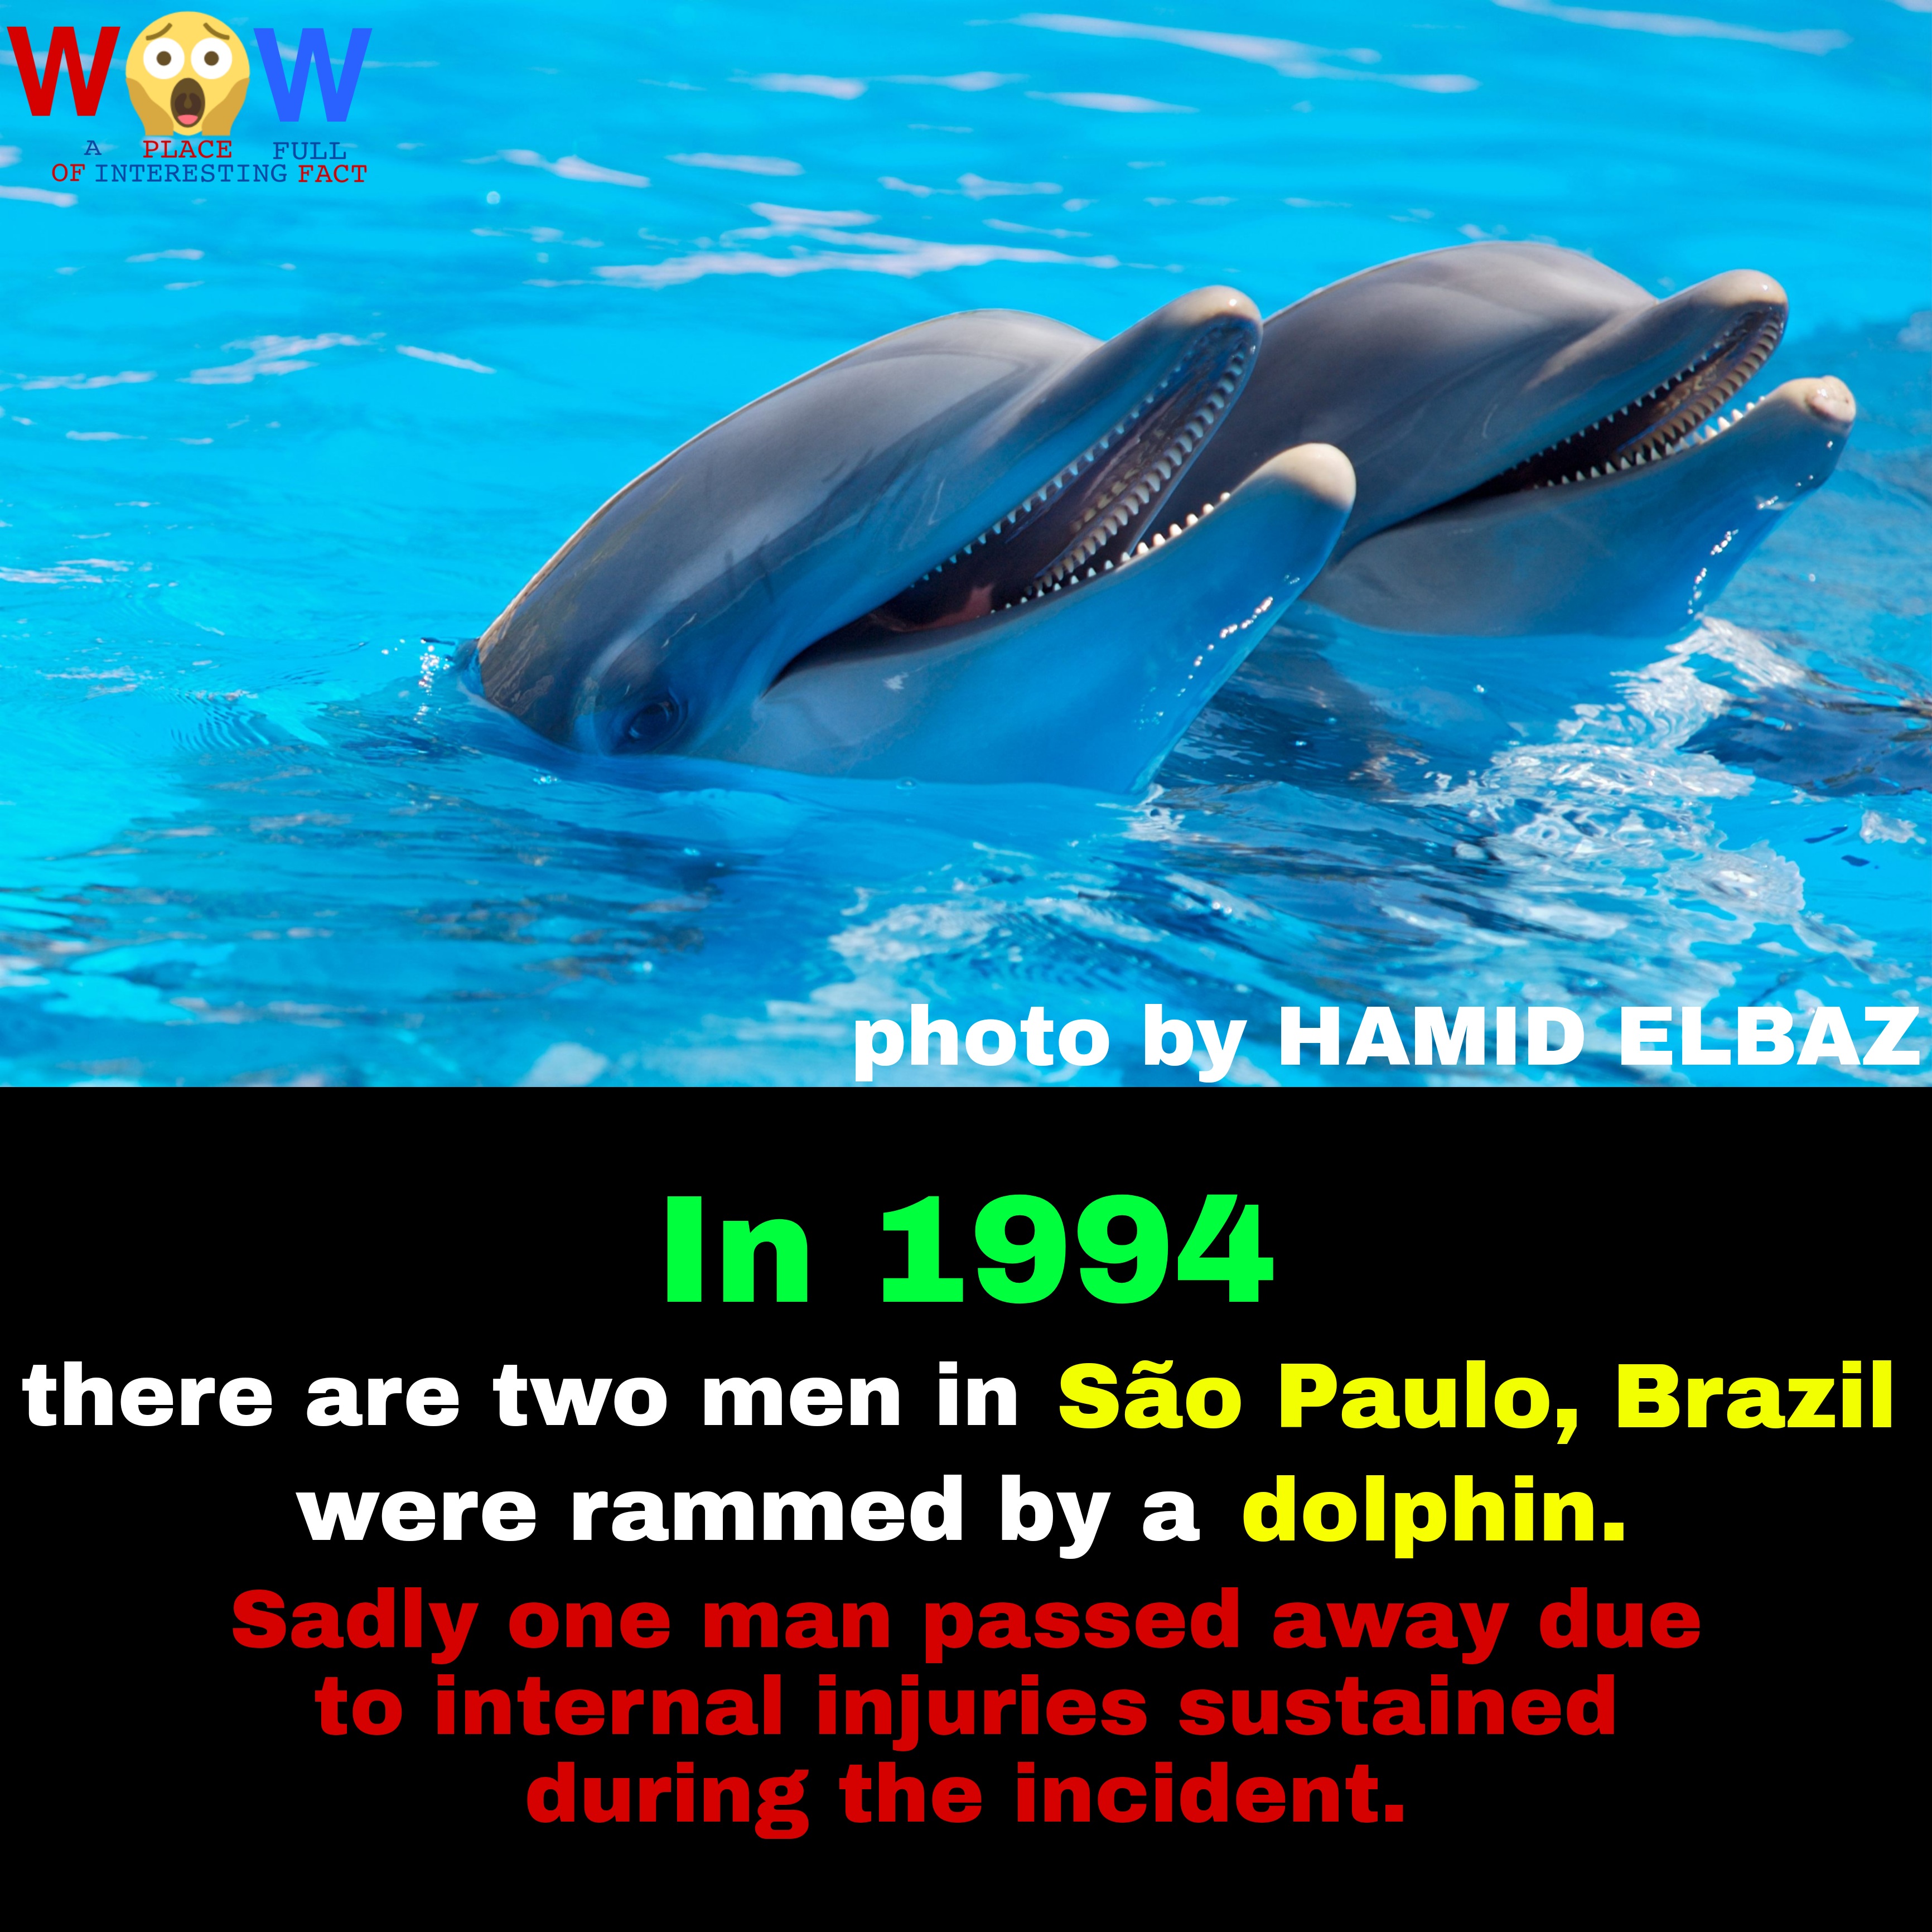 WOW
A PLACE FULL
OF INTERESTING FACT
photo by HAMID ELBAZ
In 1994
there are two men in São Paulo, Brazil
were rammed by a dolphin.
Sadly one man passed away due
to internal injuries sustained
during the incident.